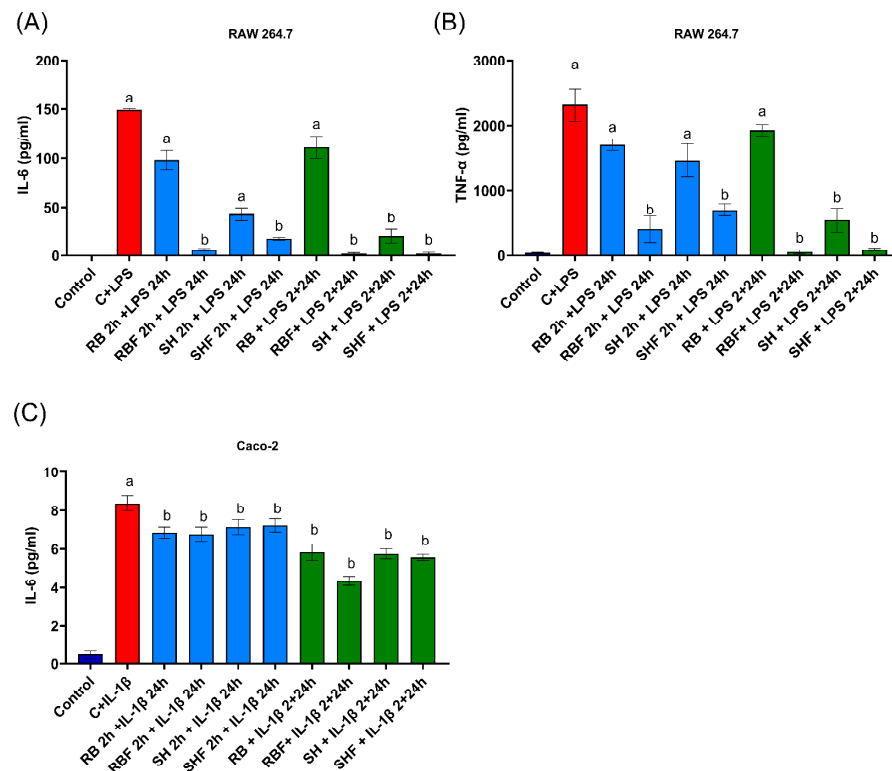 (A)
RAW 264.7
IL-6 (pg/ml)
200
150
100
50
0
a
a
b
a
b
a
b
b
b
Control
C+LPS
RB 2h +LPS 24h
RBF 2h + LPS 24h
SH 2h + LPS 24h
SHF 2h + LPS 24h
RB + LPS 2+24h
RBF+ LPS 2+24h
SH + LPS 2+24h
SHF + LPS 2+24h
(B)
RAW 264.7
TNF-α (pg/ml)
3000
2000
1000
0
a
a
b
a
b
a
b
b
b
Control
C+LPS
RB 2h +LPS 24h
RBF 2h + LPS 24h
SH 2h + LPS 24h
SHF 2h + LPS 24h
RB + LPS 2+24h
RBF+ LPS 2+24h
SH + LPS 2+24h
SHF + LPS 2+24h
(C)
Caco-2
IL-6 (pg/ml)
10
8
6
4
2
0
a
b
b
b
b
b
b
b
b
Control
C+IL-1β
RB 2h +IL-1β 24h
RBF 2h + IL-1β 24h
SH 2h + IL-1β 24h
SHF 2h + IL-1β 24h
RB + IL-1β 2+24h
RBF+ IL-1β 2+24h
SH + IL-1β 2+24h
SHF + IL-1β 2+24h